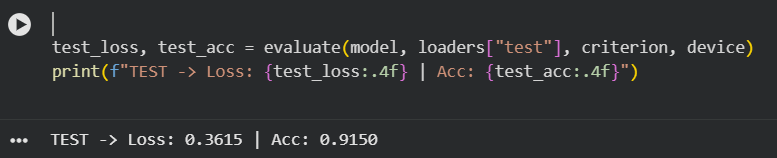 test_loss, test_acc = evaluate(model, loaders["test"], criterion, device)
print(f"TEST -> Loss: {test_loss:.4f} | Acc: {test_acc:.4f}")
TEST -> Loss: 0.3615 | Acc: 0.9150